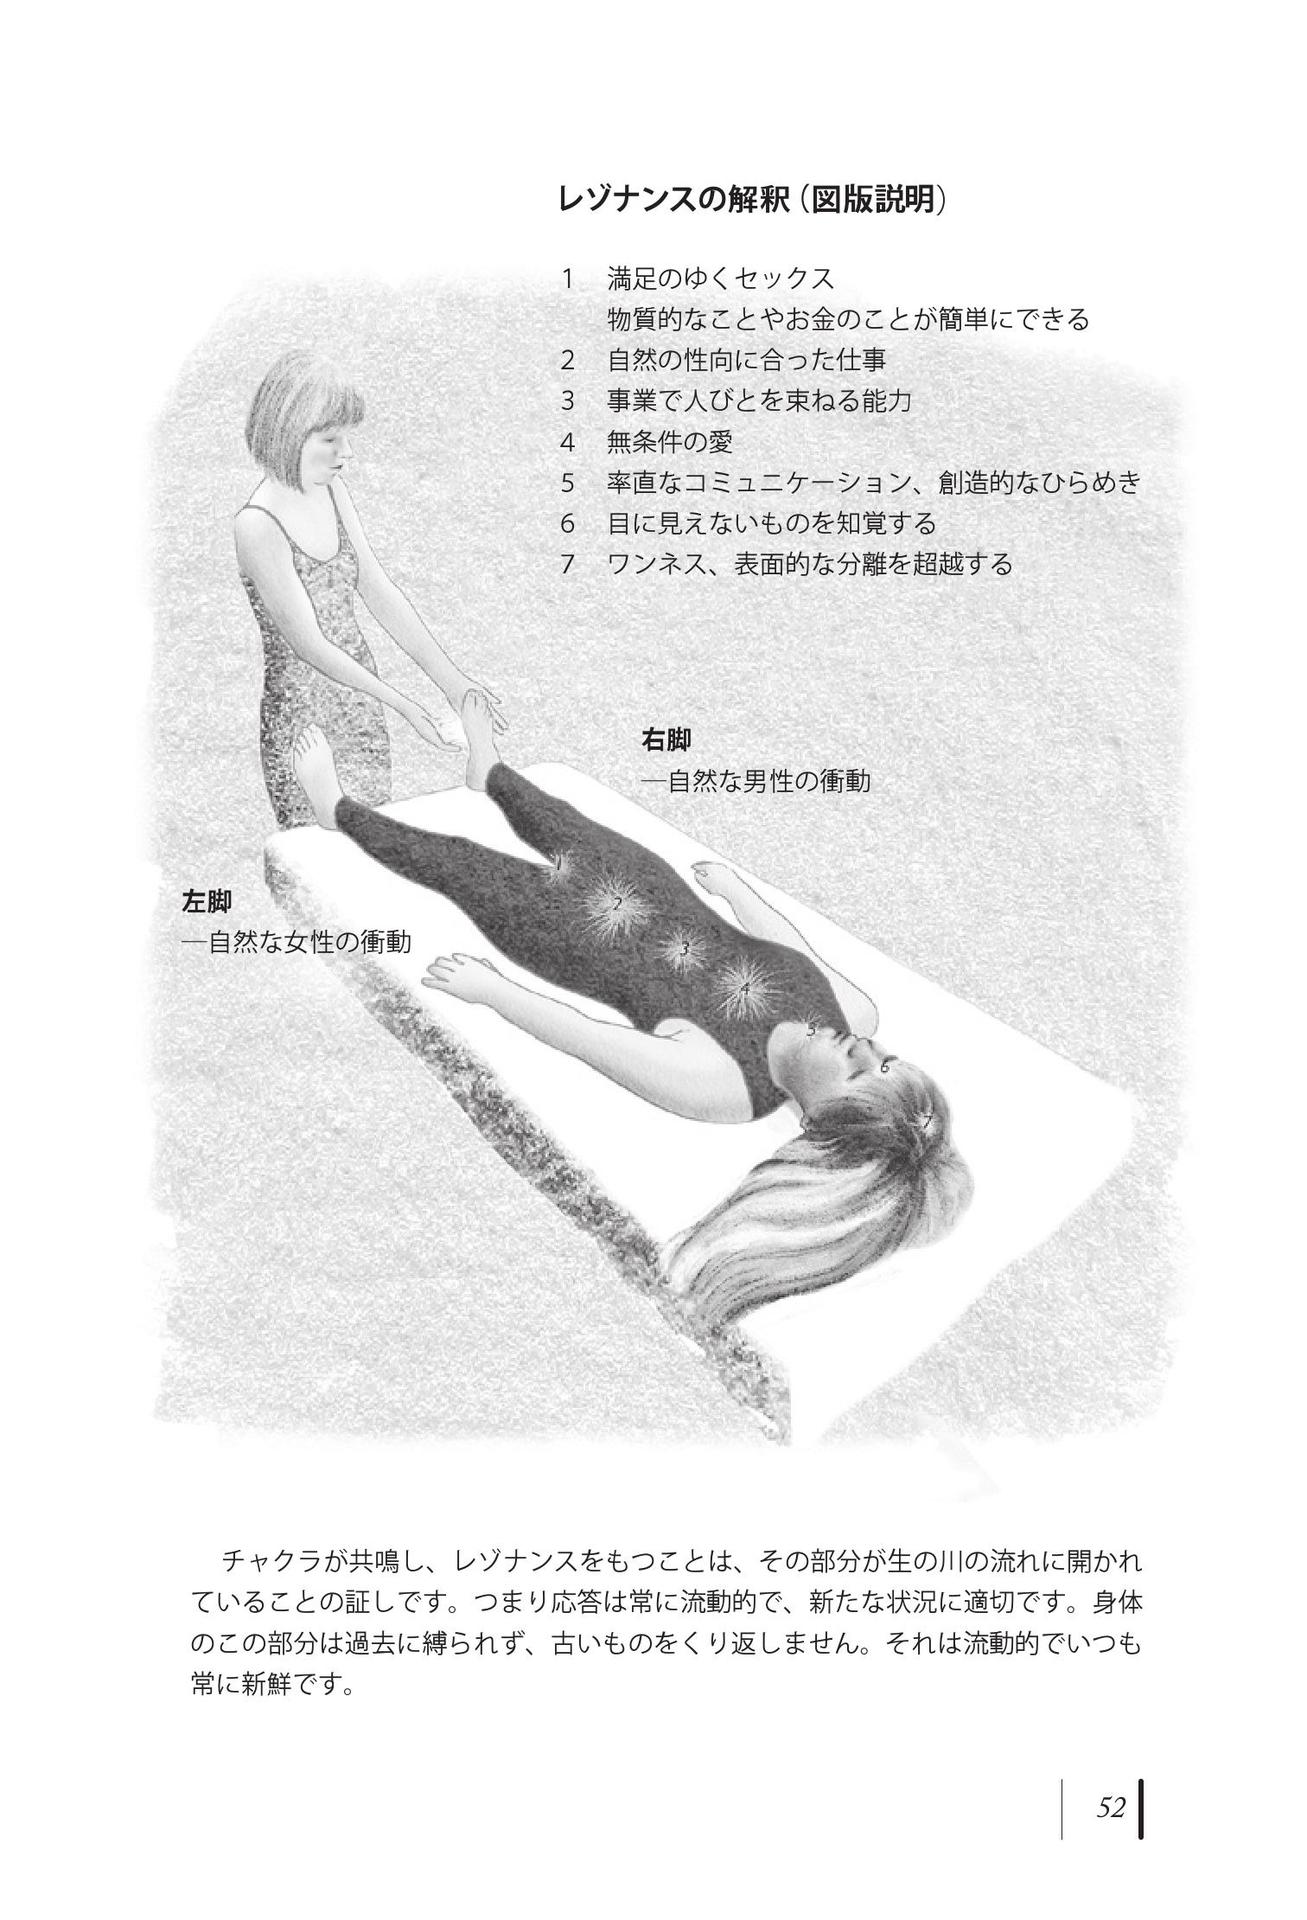 レゾナンスの解釈（図版説明）
1 満足のゆくセックス
物質的なことやお金のことが簡単にできる
2 自然の性向に合った仕事
3 事業で人びとを束ねる能力
4 無条件の愛
5 率直なコミュニケーション、創造的なひらめき
6 目に見えないものを知覚する
7 ワンネス、表面的な分離を超越する
右脚
―自然な男性の衝動
左脚
―自然な女性の衝動
1
2
3
4
5
6
7
チャクラが共鳴し、レゾナンスをもつことは、その部分が生の川の流れに開かれ
ていることの証しです。つまり応答は常に流動的で、新たな状況に適切です。身体
のこの部分は過去に縛られず、古いものをくり返しません。それは流動的でいつも
常に新鮮です。
52